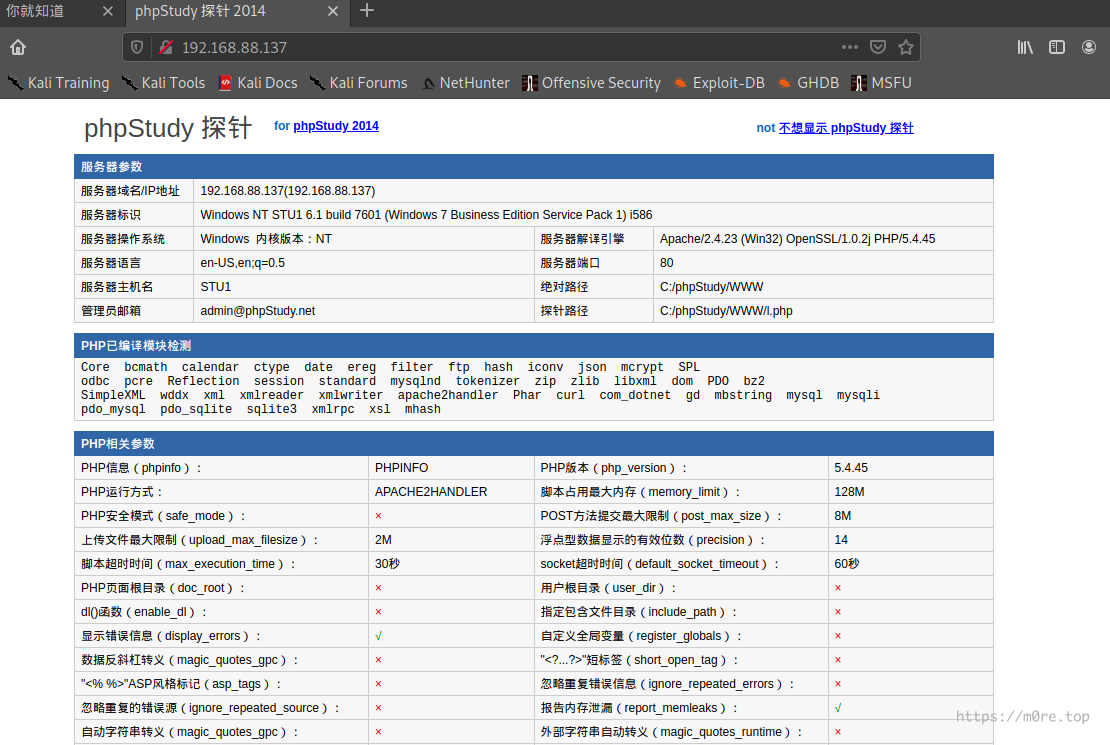 你就知道
phpStudy 探针 2014
192.168.88.137
Kali Training Kali Tools Kali Docs Kali Forums NetHunter Offensive Security Exploit-DB GHDB MSFU
phpStudy 探针 for phpStudy 2014 not 不想显示 phpStudy 探针
服务器参数
服务器域名/IP地址 192.168.88.137(192.168.88.137)
服务器标识 Windows NT STU1 6.1 build 7601 (Windows 7 Business Edition Service Pack 1) i586
服务器操作系统 Windows 内核版本：NT 服务器解译引擎 Apache/2.4.23 (Win32) OpenSSL/1.0.2j PHP/5.4.45
服务器语言 en-US,en;q=0.5 服务器端口 80
服务器主机名 STU1 绝对路径 C:/phpStudy/WWW
管理员邮箱 admin@phpStudy.net 探针路径 C:/phpStudy/WWW/l.php
PHP已编译模块检测
Core bcmath calendar ctype date ereg filter ftp hash iconv json mcrypt SPL
odbc pcre Reflection session standard mysqlnd tokenizer zip zlib libxml dom PDO bz2
SimpleXML wddx xml xmlreader xmlwriter apache2handler Phar curl com_dotnet gd mbstring mysql mysqli
pdo_mysql pdo_sqlite sqlite3 xmlrpc xsl mhash
PHP相关参数
PHP信息（phpinfo）： PHPINFO PHP版本（php_version）： 5.4.45
PHP运行方式： APACHE2HANDLER 脚本占用最大内存（memory_limit）： 128M
PHP安全模式（safe_mode）： × POST方法提交最大限制（post_max_size）： 8M
上传文件最大限制（upload_max_filesize）： 2M 浮点型数据显示的有效位数（precision）： 14
脚本超时时间（max_execution_time）： 30秒 socket超时时间（default_socket_timeout）： 60秒
PHP页面根目录（doc_root）： × 用户根目录（user_dir）： ×
dl()函数（enable_dl）： × 指定包含文件目录（include_path）： ×
显示错误信息（display_errors）： √ 自定义全局变量（register_globals）： ×
数据反斜杠转义（magic_quotes_gpc）： × "<?...?>"短标签（short_open_tag）： ×
"<% %>"ASP风格标记（asp_tags）： × 忽略重复错误信息（ignore_repeated_errors）： ×
忽略重复的错误源（ignore_repeated_source）： × 报告内存泄漏（report_memleaks）： √
自动字符串转义（magic_quotes_gpc）： × 外部字符串自动转义（magic_quotes_runtime）： ×
https://m0re.top